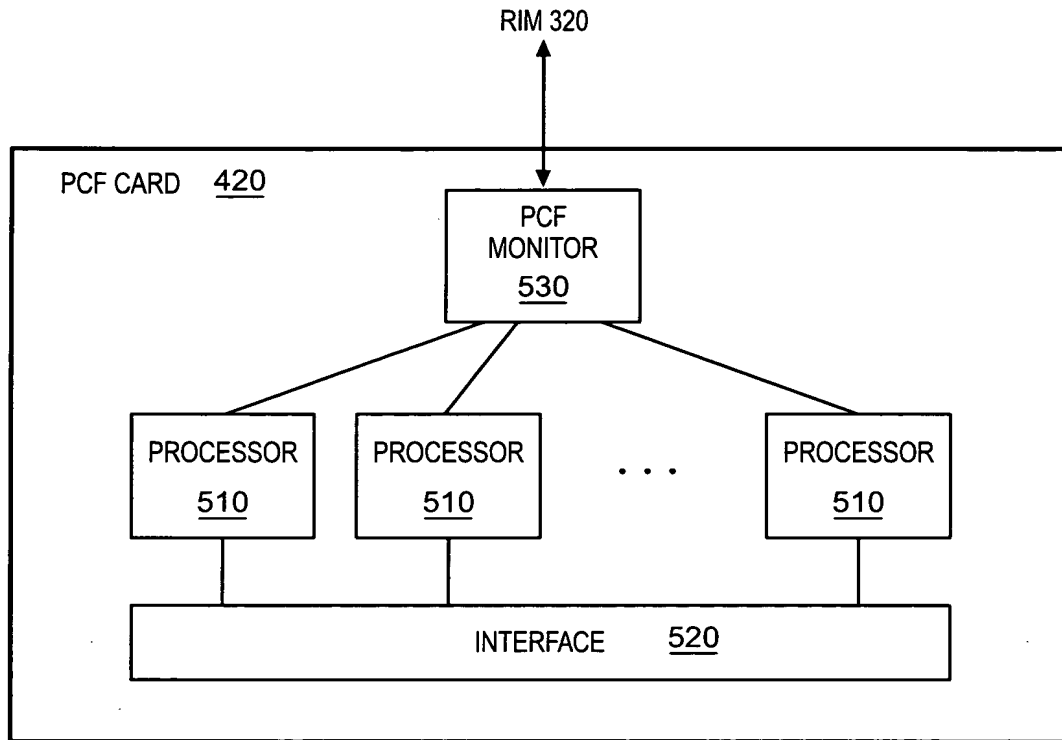 RIM 320
PCF CARD 420
PCF
MONITOR
530
PROCESSOR
510
PROCESSOR
510
. . .
PROCESSOR
510
INTERFACE 520